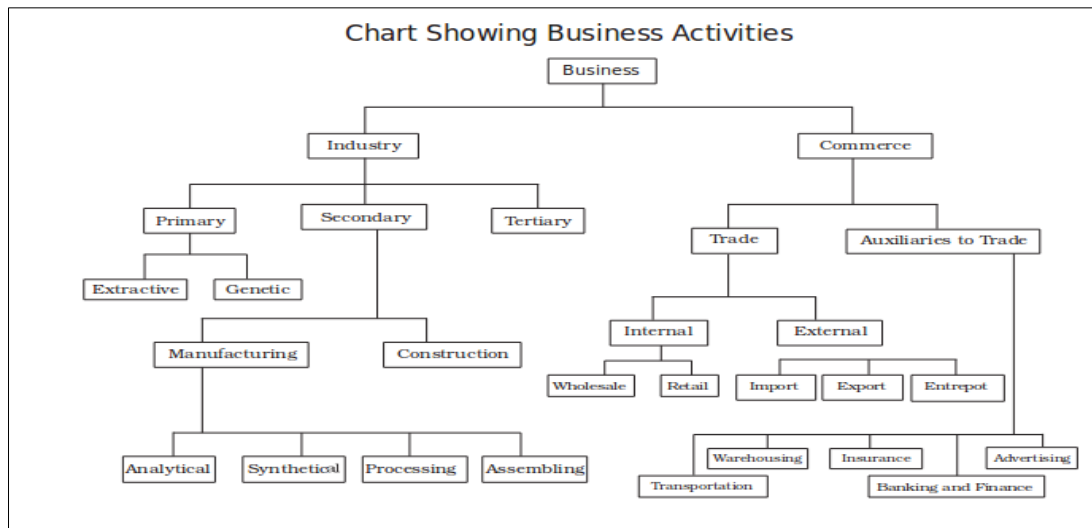 Chart Showing Business Activities
Business
Industry
Commerce
Primary
Secondary
Tertiary
Trade
Auxiliaries to Trade
Extractive
Genetic
Internal
External
Manufacturing
Construction
Wholesale
Retail
Import
Export
Entrepot
Analytical
Synthetical
Processing
Assembling
Warehousing
Insurance
Advertising
Transportation
Banking and Finance